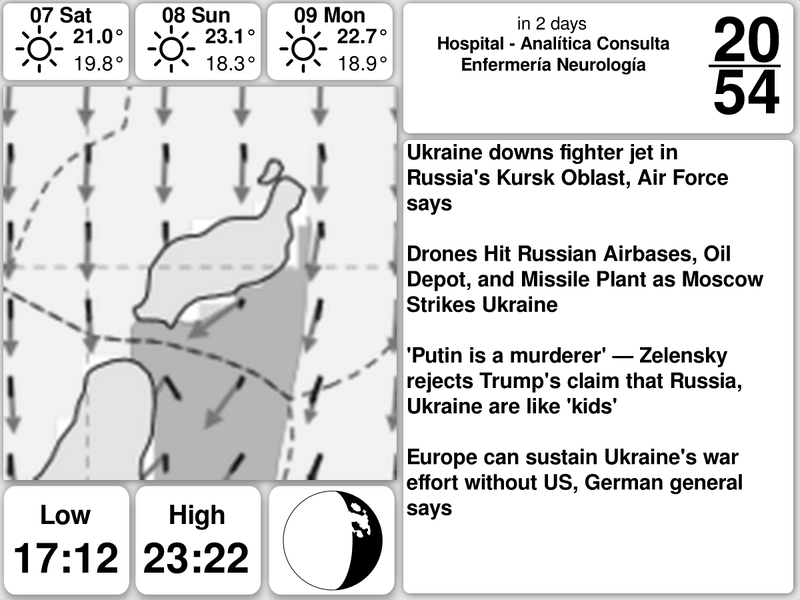 07 Sat
21.0°
19.8°
08 Sun
23.1°
18.3°
09 Mon
22.7°
18.9°
in 2 days
Hospital - Analítica Consulta
Enfermería Neurología
20
54
Ukraine downs fighter jet in
Russia's Kursk Oblast, Air Force
says
Drones Hit Russian Airbases, Oil
Depot, and Missile Plant as Moscow
Strikes Ukraine
'Putin is a murderer' — Zelensky
rejects Trump's claim that Russia,
Ukraine are like 'kids'
Europe can sustain Ukraine's war
effort without US, German general
says
Low
17:12
High
23:22